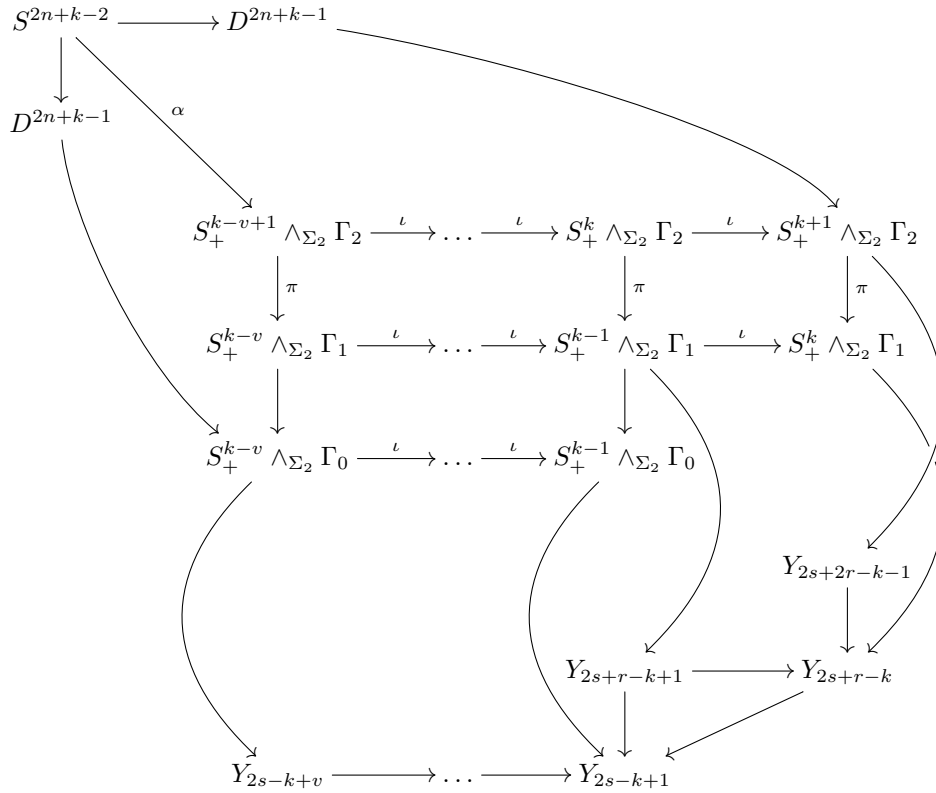 S^{2n+k-2} D^{2n+k-1}
D^{2n+k-1} α
S_+^{k-v+1} ∧_{Σ_2} Γ_2 ι … ι S_+^{k} ∧_{Σ_2} Γ_2 ι S_+^{k+1} ∧_{Σ_2} Γ_2
π π π
S_+^{k-v} ∧_{Σ_2} Γ_1 ι … ι S_+^{k-1} ∧_{Σ_2} Γ_1 ι S_+^{k} ∧_{Σ_2} Γ_1
S_+^{k-v} ∧_{Σ_2} Γ_0 ι … ι S_+^{k-1} ∧_{Σ_2} Γ_0
Y_{2s+2r-k-1}
Y_{2s+r-k+1} Y_{2s+r-k}
Y_{2s-k+v} … Y_{2s-k+1}